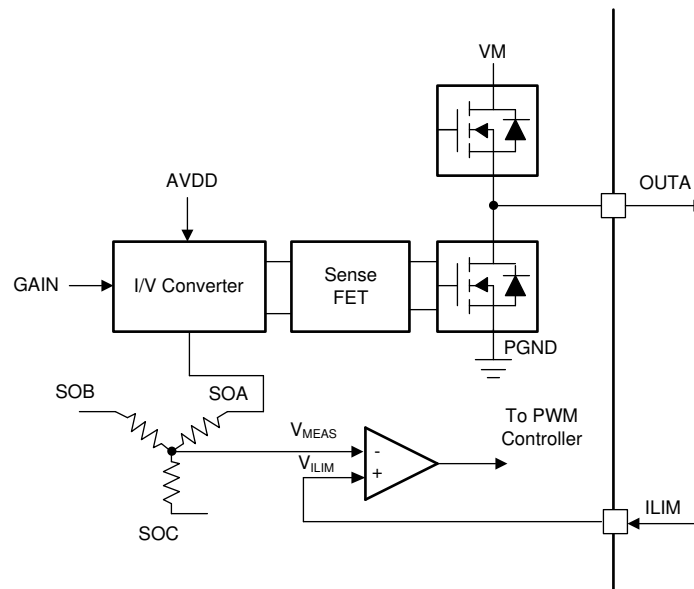 VM
AVDD
OUTA
GAIN
I/V Converter
Sense
FET
PGND
SOB
SOA
VMEAS
-
To PWM
Controller
VILIM
+
ILIM
SOC